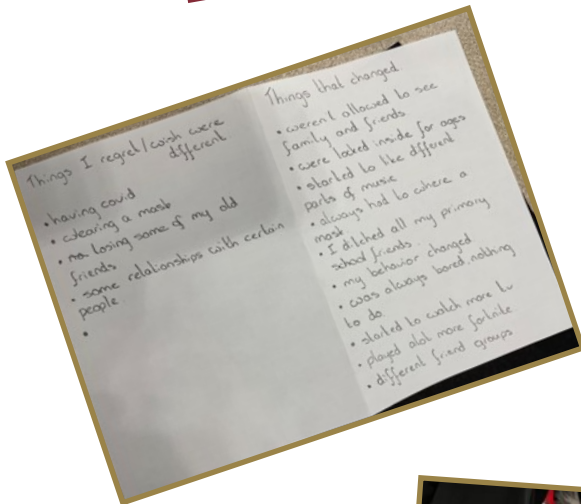 Things I regret/wish were
different
• having covid
• wearing a mask
• losing some of my old
friends
• some relationships with certain
people.
•
Things that changed
• weren't allowed to see
family and friends
• were locked inside for ages
• started to like different
parts of music
• always had to where a
mask
• I ditched all my primary
school friends.
• my behavior changed
• was always bored, nothing
to do.
• started to watch more tv
• played alot more fortnite
• different friend groups